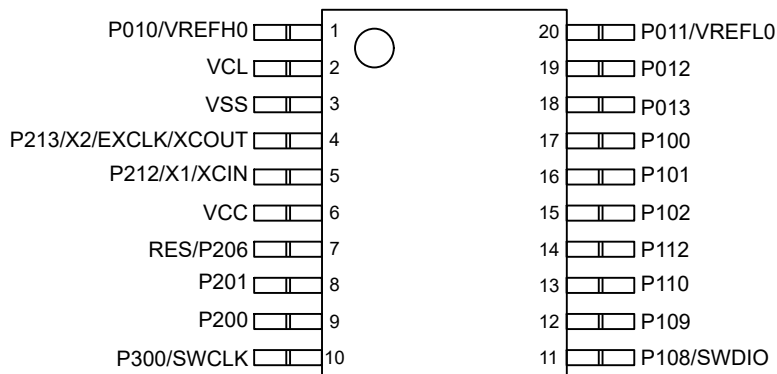 P010/VREFH0 1 20 P011/VREFL0
VCL 2 19 P012
VSS 3 18 P013
P213/X2/EXCLK/XCOUT 4 17 P100
P212/X1/XCIN 5 16 P101
VCC 6 15 P102
RES/P206 7 14 P112
P201 8 13 P110
P200 9 12 P109
P300/SWCLK 10 11 P108/SWDIO